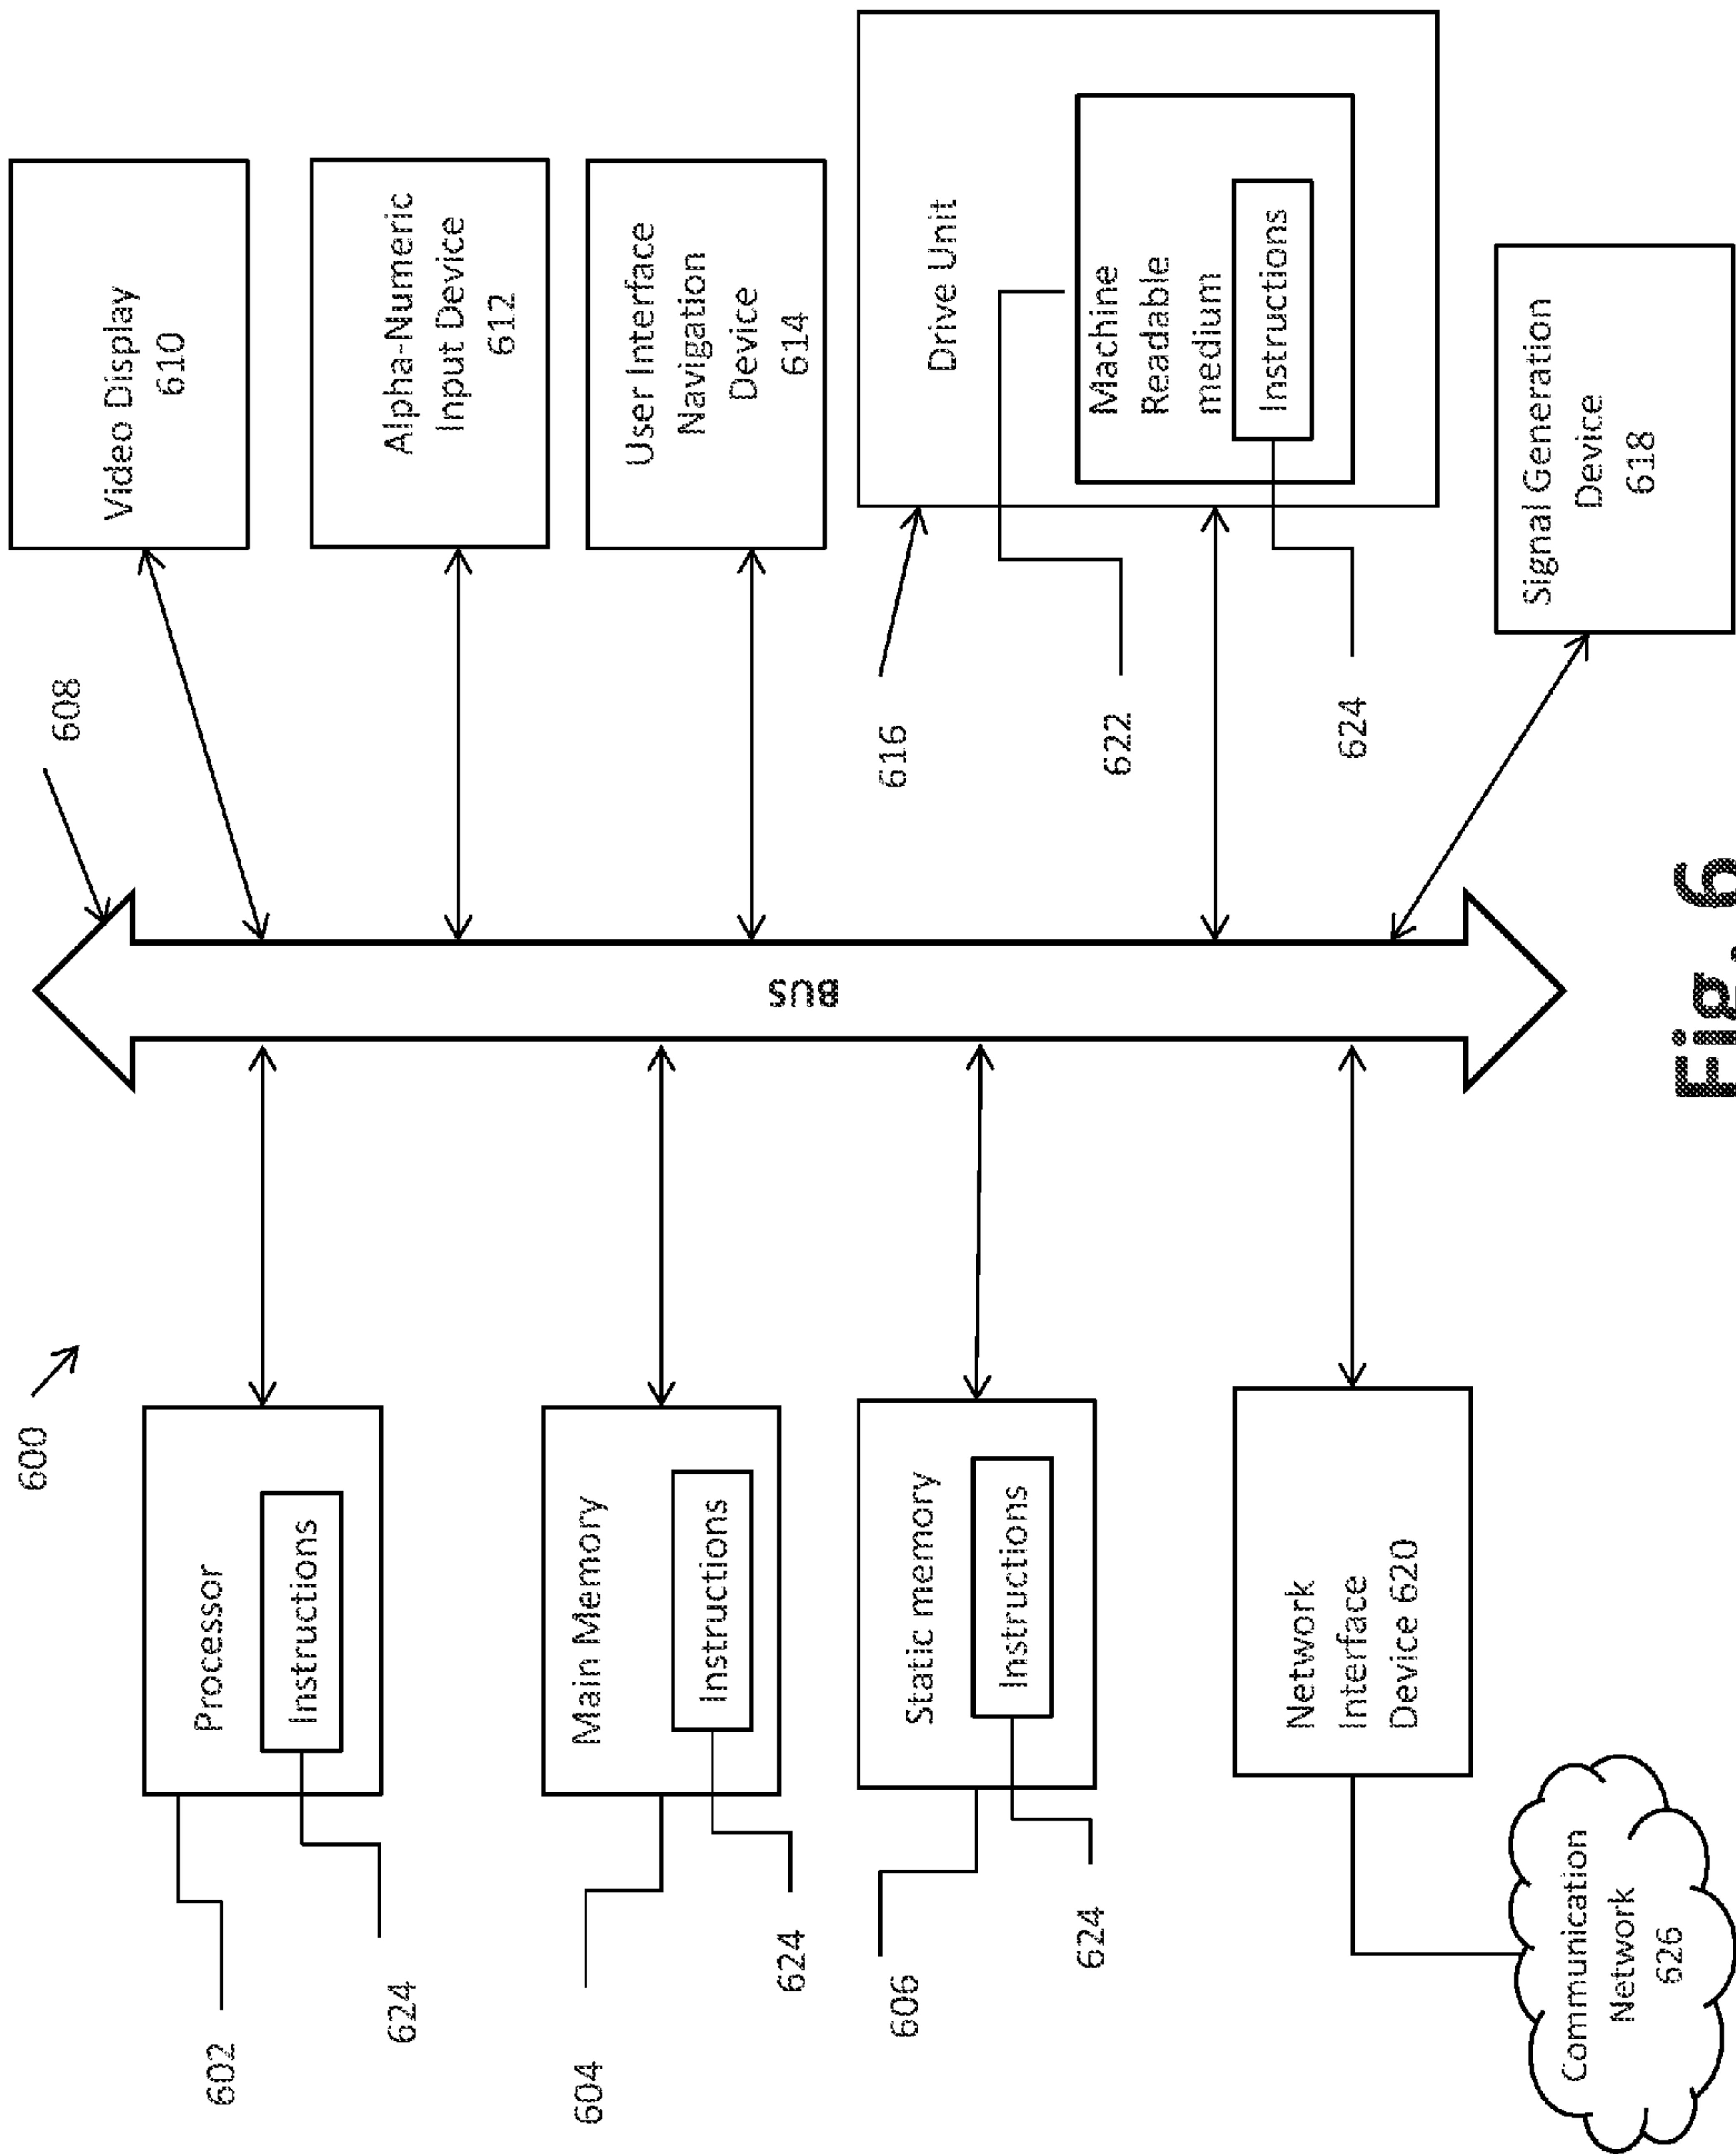 600
602
Processor
Instructions
624
604
Main Memory
Instructions
624
606
Static memory
Instructions
624
Network
Interface
Device 620
Communication
Network
626
608
BUS
Video Display
610
Alpha-Numeric
Input Device
612
User Interface
Navigation
Device
614
616
Drive Unit
622
Machine
Readable
medium
Instructions
624
Signal Generation
Device
618
Fig. 6